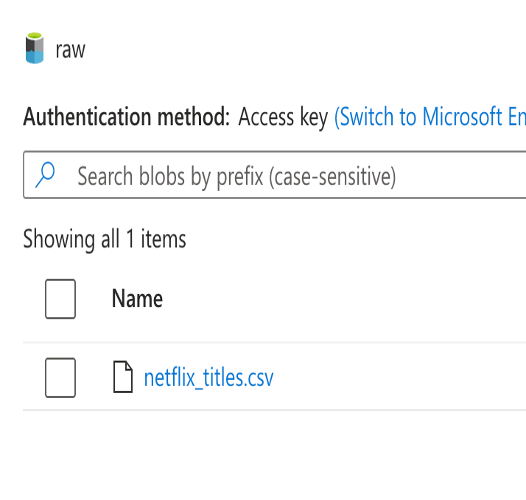 raw
Authentication method: Access key (Switch to Microsoft En
Search blobs by prefix (case-sensitive)
Showing all 1 items
Name
netflix_titles.csv